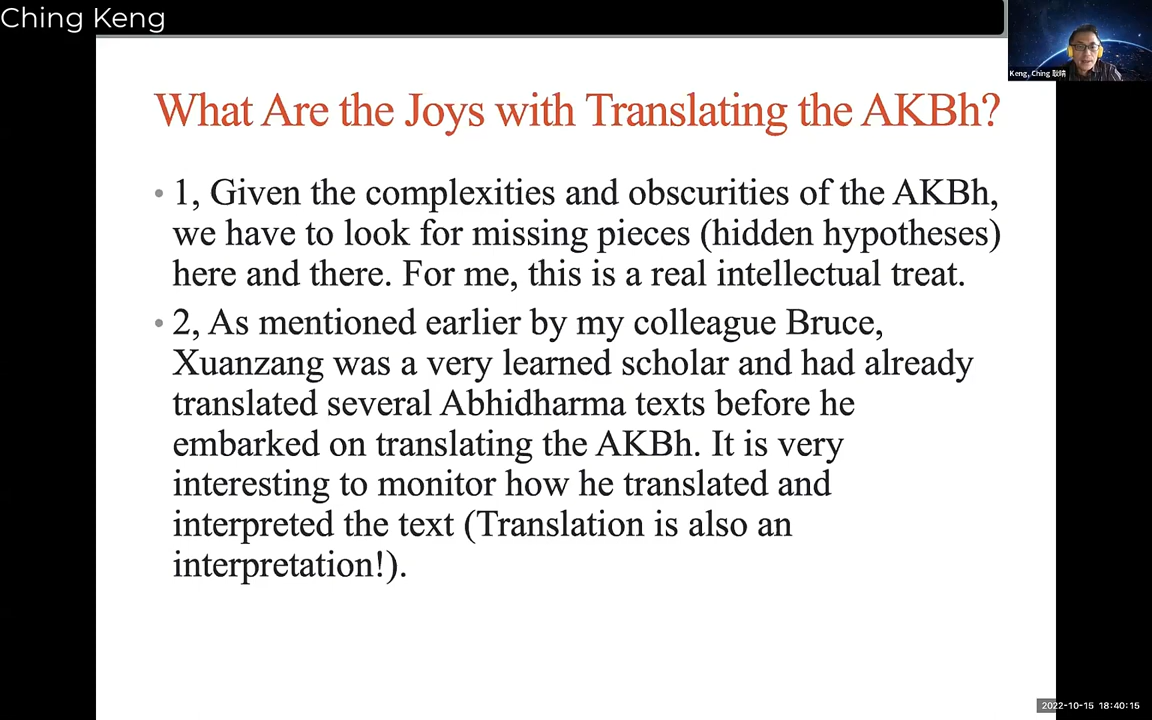 Ching Keng
Keng, Ching 耿晴
What Are the Joys with Translating the AKBh?
• 1, Given the complexities and obscurities of the AKBh,
we have to look for missing pieces (hidden hypotheses)
here and there. For me, this is a real intellectual treat.
• 2, As mentioned earlier by my colleague Bruce,
Xuanzang was a very learned scholar and had already
translated several Abhidharma texts before he
embarked on translating the AKBh. It is very
interesting to monitor how he translated and
interpreted the text (Translation is also an
interpretation!).
2022-10-15 18:40:15